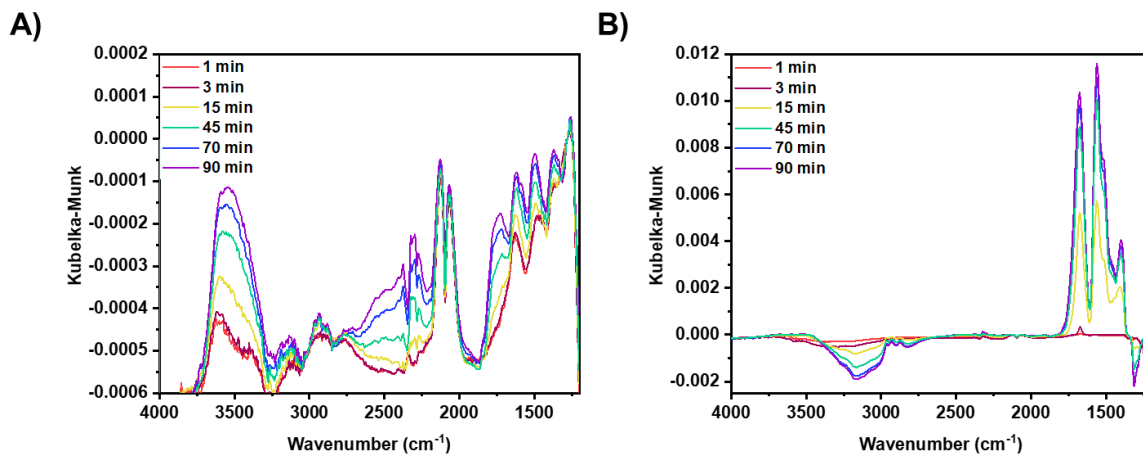 A)
0.0002
0.0001
0.0000
-0.0001
-0.0002
-0.0003
-0.0004
-0.0005
-0.0006
Kubelka-Munk
1 min
3 min
15 min
45 min
70 min
90 min
4000 3500 3000 2500 2000 1500
Wavenumber (cm-1)
B)
0.012
0.010
0.008
0.006
0.004
0.002
0.000
-0.002
Kubelka-Munk
1 min
3 min
15 min
45 min
70 min
90 min
4000 3500 3000 2500 2000 1500
Wavenumber (cm-1)